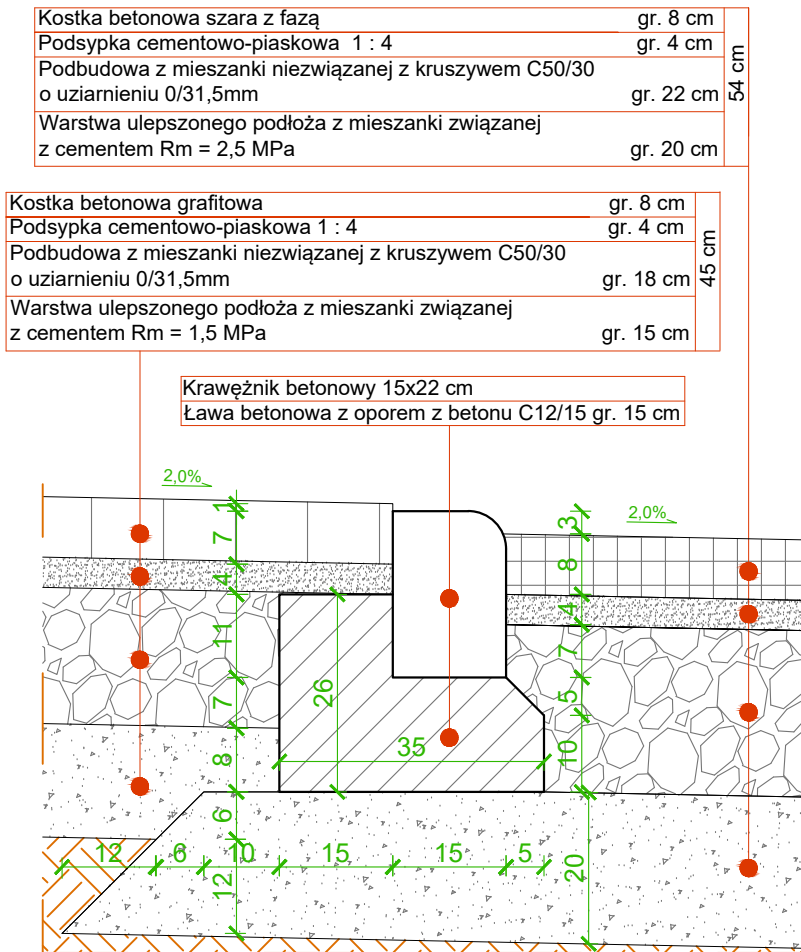 Kostka betonowa szara z fazą gr. 8 cm
Podsypka cementowo-piaskowa 1 : 4 gr. 4 cm
Podbudowa z mieszanki niezwiązanej z kruszywem C50/30
o uziarnieniu 0/31,5mm gr. 22 cm
Warstwa ulepszonego podłoża z mieszanki związanej
z cementem Rm = 2,5 MPa gr. 20 cm
54 cm
Kostka betonowa grafitowa gr. 8 cm
Podsypka cementowo-piaskowa 1 : 4 gr. 4 cm
Podbudowa z mieszanki niezwiązanej z kruszywem C50/30
o uziarnieniu 0/31,5mm gr. 18 cm
Warstwa ulepszonego podłoża z mieszanki związanej
z cementem Rm = 1,5 MPa gr. 15 cm
45 cm
Krawężnik betonowy 15x22 cm
Ława betonowa z oporem z betonu C12/15 gr. 15 cm
2,0%
2,0%
1
7
4
11
7
8
6
12
26
35
3
8
4
7
5
10
20
12
6
10
15
15
5